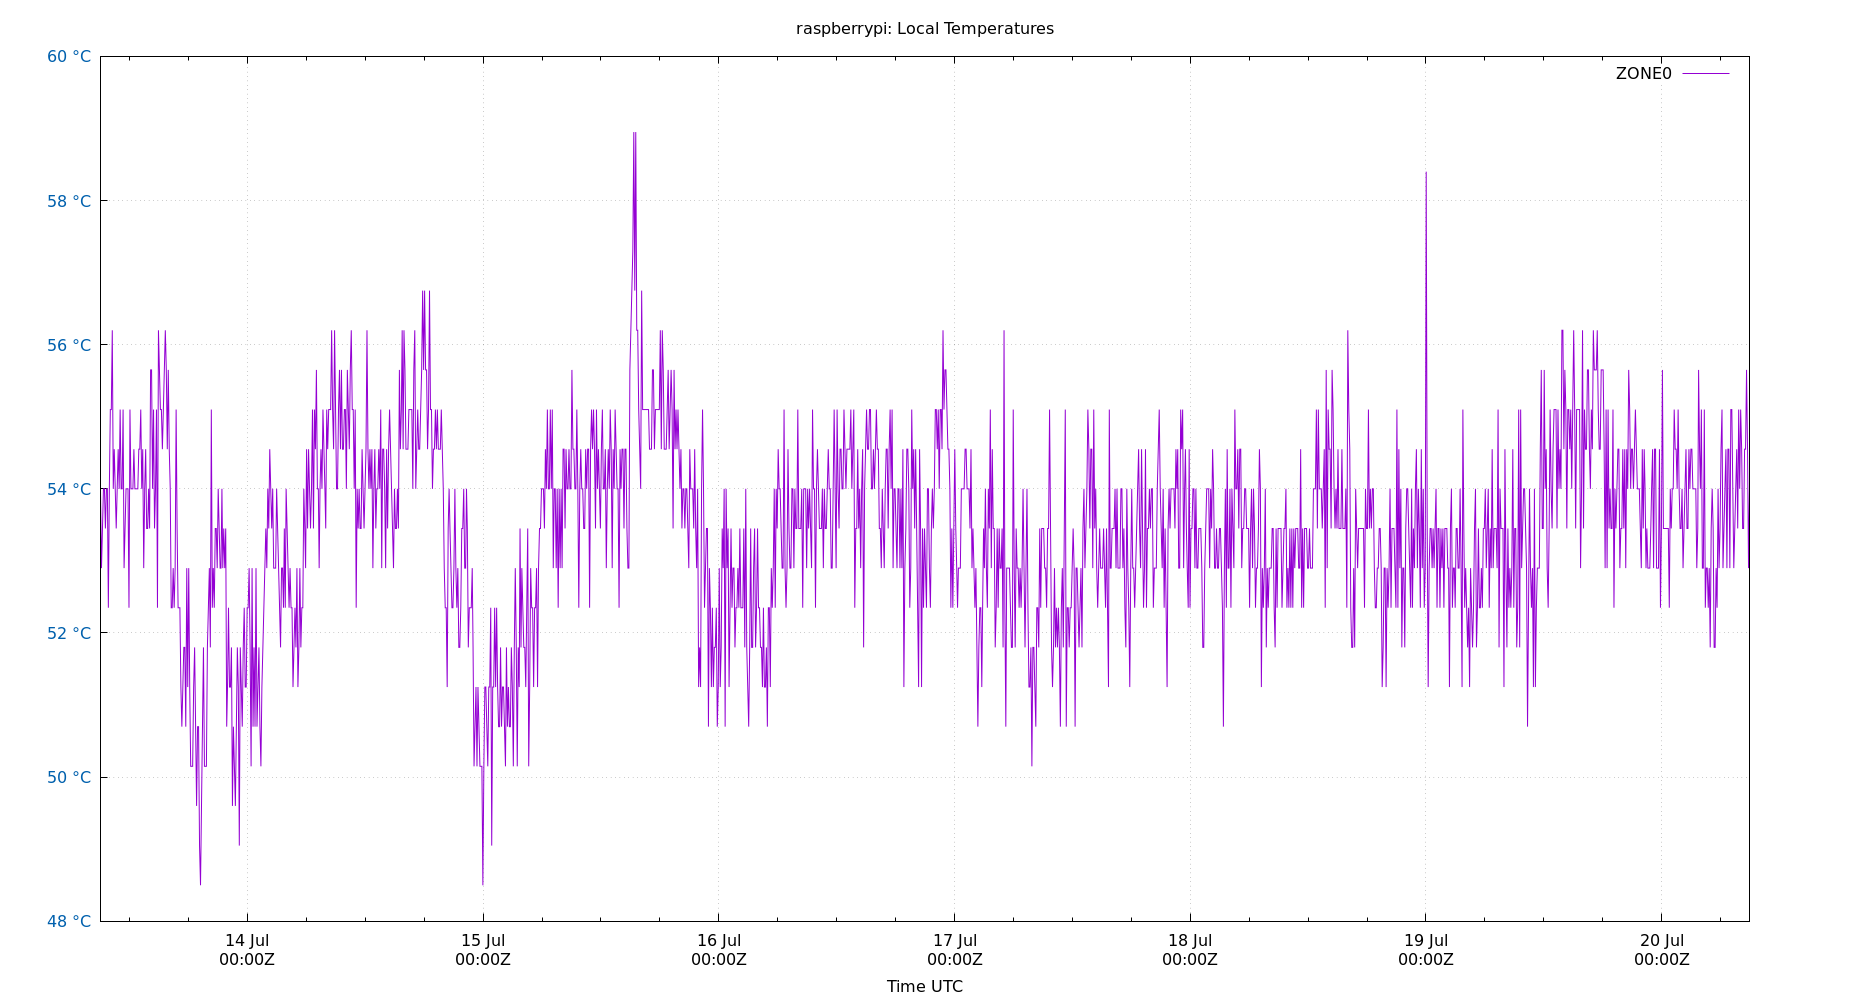 raspberrypi: Local Temperatures
60 °C
58 °C
56 °C
54 °C
52 °C
50 °C
48 °C
ZONE0
14 Jul
00:00Z
15 Jul
00:00Z
16 Jul
00:00Z
17 Jul
00:00Z
18 Jul
00:00Z
19 Jul
00:00Z
20 Jul
00:00Z
Time UTC